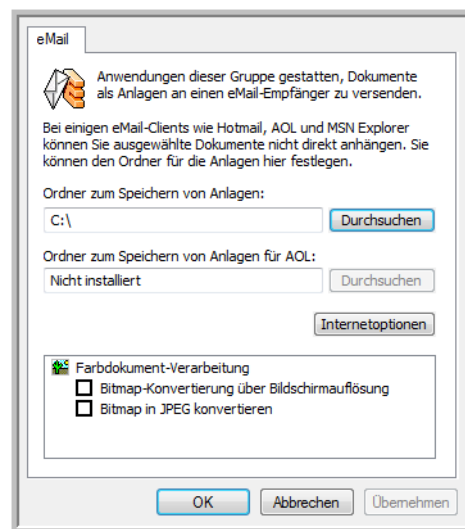 eMail
Anwendungen dieser Gruppe gestatten, Dokumente
als Anlagen an einen eMail-Empfänger zu versenden.
Bei einigen eMail-Clients wie Hotmail, AOL und MSN Explorer
können Sie ausgewählte Dokumente nicht direkt anhängen. Sie
können den Ordner für die Anlagen hier festlegen.
Ordner zum Speichern von Anlagen:
C:\
Durchsuchen
Ordner zum Speichern von Anlagen für AOL:
Nicht installiert
Durchsuchen
Internetoptionen
Farbdokument-Verarbeitung
Bitmap-Konvertierung über Bildschirmauflösung
Bitmap in JPEG konvertieren
OK
Abbrechen
Übernehmen